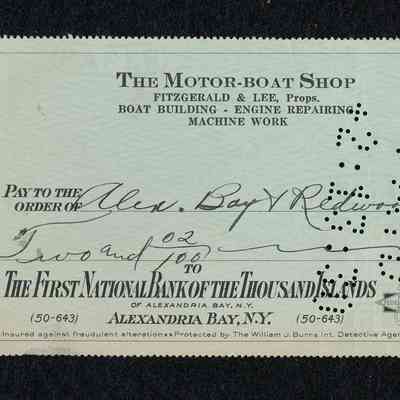 THE MOTOR-BOAT SHOP
FITZGERALD & LEE, Props.
BOAT BUILDING - ENGINE REPAIRING
MACHINE WORK
PAY TO THE
ORDER OF Alex. Bay & Redwoo
Two and 02/100
TO
THE FIRST NATIONAL BANK OF THE THOUSAND ISLANDS
OF ALEXANDRIA BAY, N.Y.
(50-643) ALEXANDRIA BAY, N.Y. (50-643)
Insured against fraudulent alterations Protected by The William J. Burns Int. Detective Agen